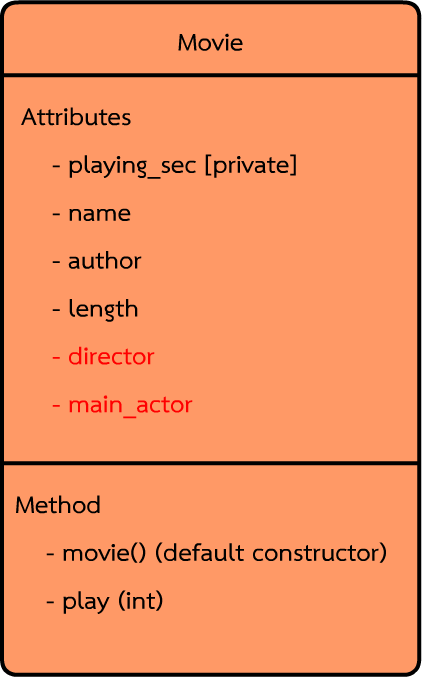 Movie
Attributes
- playing_sec [private]
- name
- author
- length
- director
- main_actor
Method
- movie() (default constructor)
- play (int)